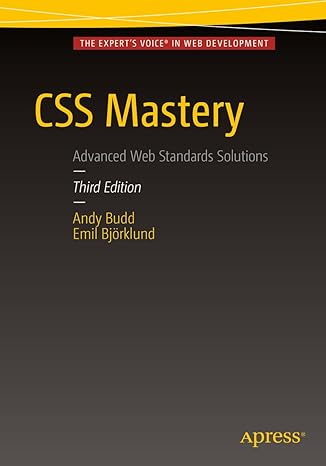 THE EXPERT'S VOICE® IN WEB DEVELOPMENT
CSS Mastery
Advanced Web Standards Solutions
Third Edition
Andy Budd
Emil Björklund
Apress®